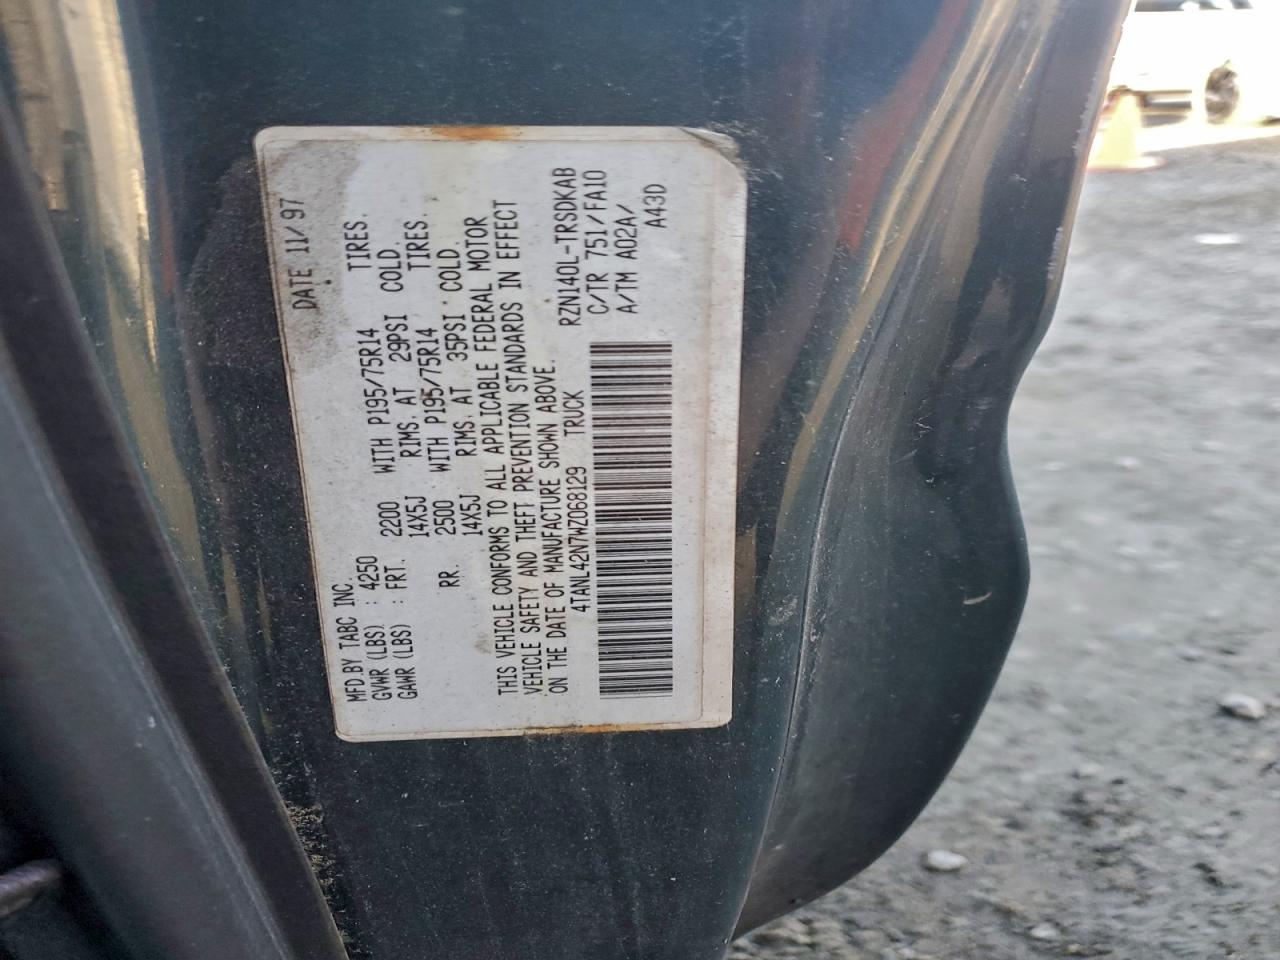 MFD.BY TABC INC. DATE 11/97
GVWR (LBS) : 4250
GAWR (LBS) : FRT. 2200 WITH P195/75R14 TIRES.
14X5J RIMS. AT 29PSI COLD.
RR. 2500 WITH P195/75R14 TIRES.
14X5J RIMS. AT 35PSI COLD.
THIS VEHICLE CONFORMS TO ALL APPLICABLE FEDERAL MOTOR
VEHICLE SAFETY AND THEFT PREVENTION STANDARDS IN EFFECT
ON THE DATE OF MANUFACTURE SHOWN ABOVE.
4TANL42N7WZ068129 TRUCK
RZN140L-TRSDKAB
C/TR 751/FA10
A/TM A02A/
A43D